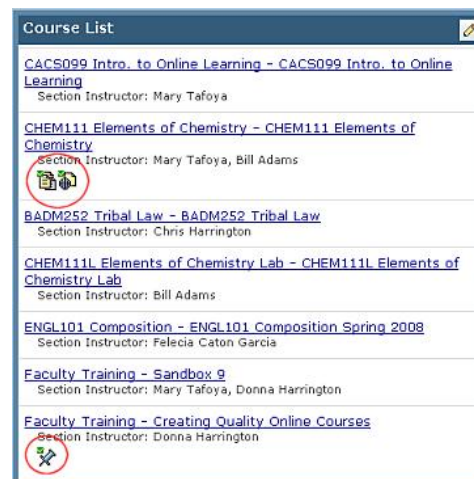 Course List
CACS099 Intro. to Online Learning - CACS099 Intro. to Online
Learning
Section Instructor: Mary Tafoya
CHEM111 Elements of Chemistry - CHEM111 Elements of
Chemistry
Section Instructor: Mary Tafoya, Bill Adams
BADM252 Tribal Law - BADM252 Tribal Law
Section Instructor: Chris Harrington
CHEM111L Elements of Chemistry Lab - CHEM111L Elements of
Chemistry Lab
Section Instructor: Bill Adams
ENGL101 Composition - ENGL101 Composition Spring 2008
Section Instructor: Felecia Caton Garcia
Faculty Training - Sandbox 9
Section Instructor: Mary Tafoya, Donna Harrington
Faculty Training - Creating Quality Online Courses
Section Instructor: Donna Harrington